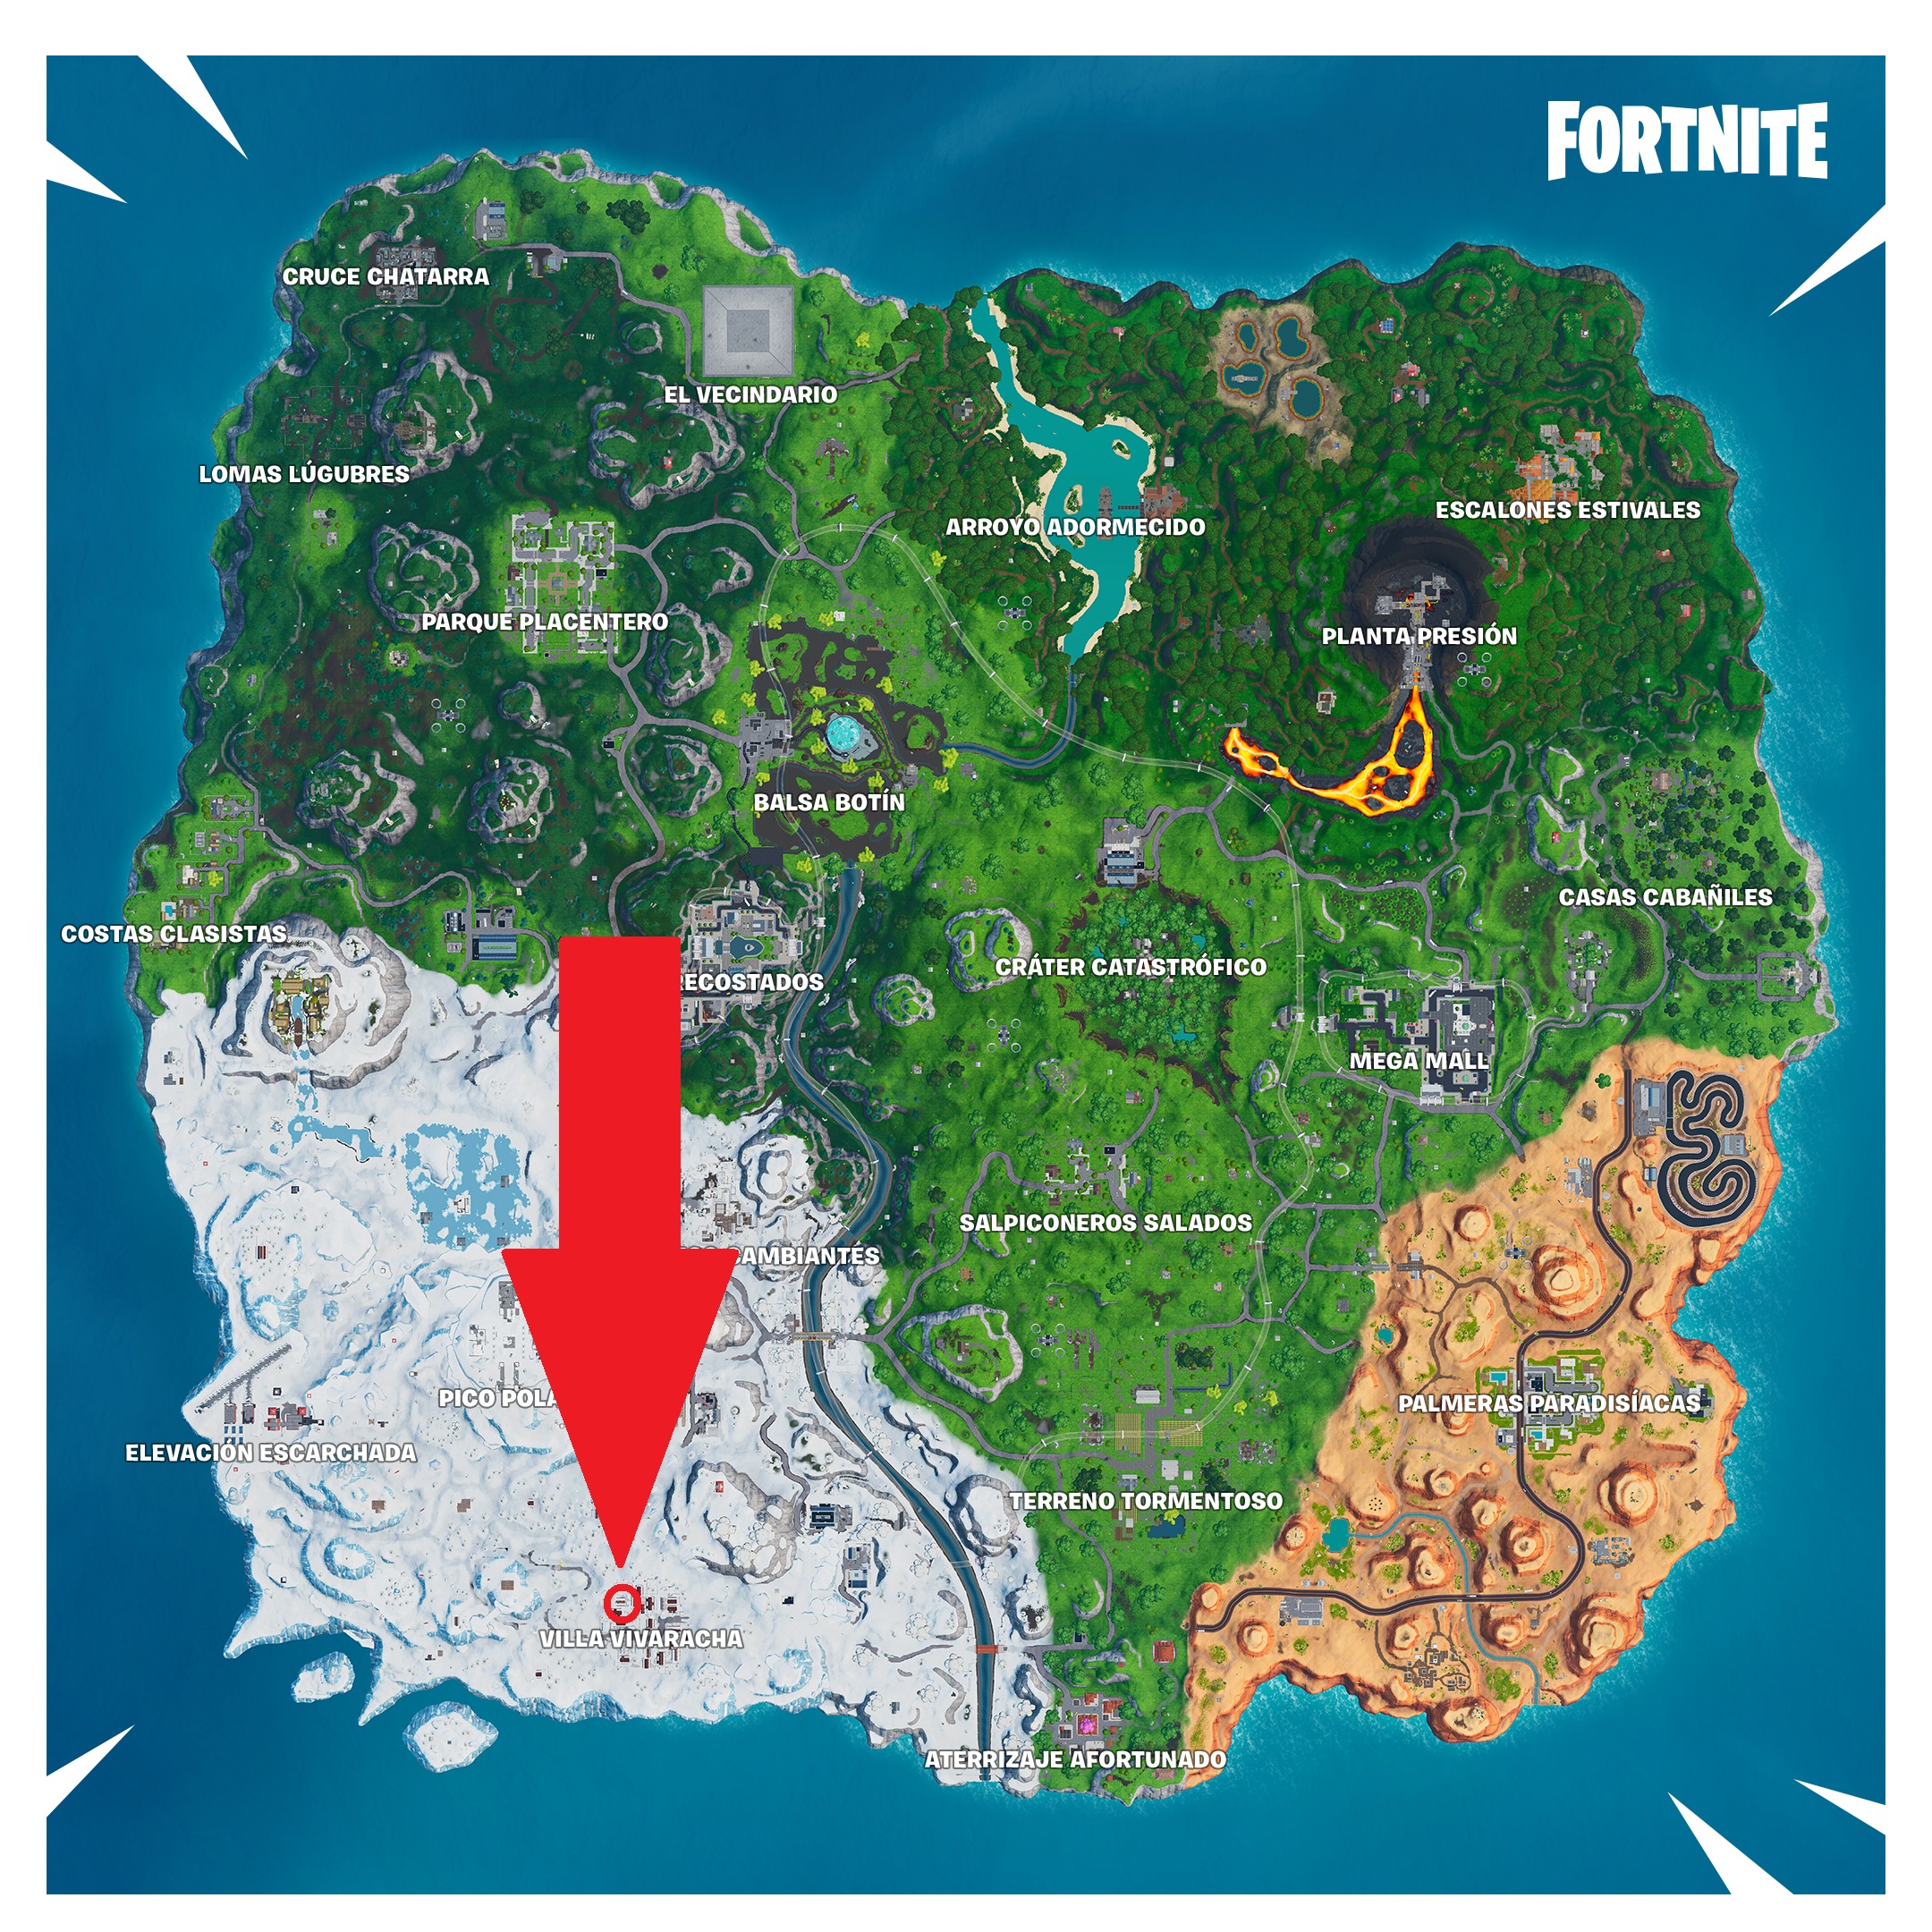 FORTNITE
CRUCE CHATARRA
EL VECINDARIO
LOMAS LÚGUBRES
ESCALONES ESTIVALES
ARROYO ADORMECIDO
PARQUE PLACENTERO
PLANTA PRESIÓN
BALSA BOTÍN
CASAS CABAÑILES
COSTAS CLASISTAS
CRÁTER CATASTRÓFICO
RECOSTADOS
MEGA MALL
SALPICONEROS SALADOS
AMBIANTÉS
PICO POLA
PALMERAS PARADISÍACAS
ELEVACIÓN ESCARCHADA
TERRENO TORMENTOSO
VILLA VIVARACHA
ATERRIZAJE AFORTUNADO